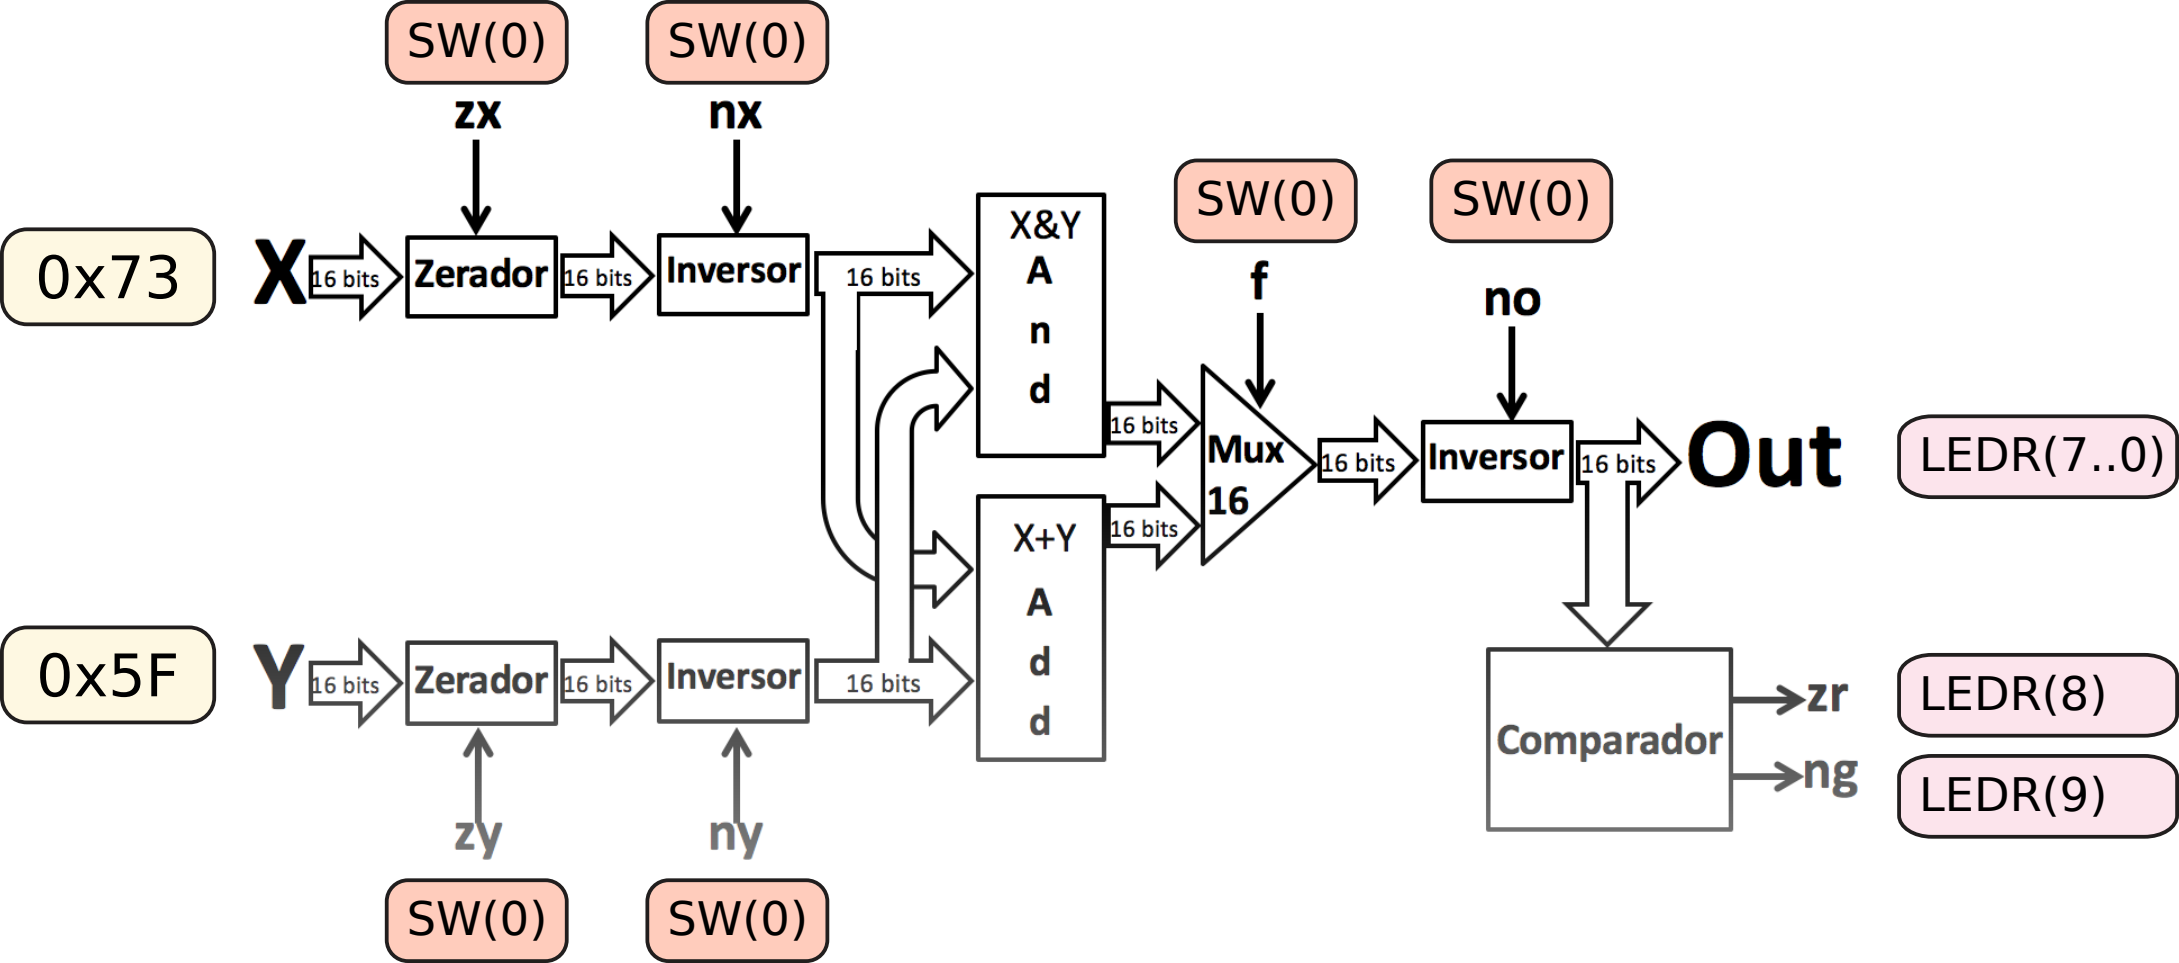 SW(0)
SW(0)
zx
nx
SW(0)
SW(0)
0x73
X
16 bits
Zerador
16 bits
Inversor
16 bits
X&Y
A
n
d
f
no
16 bits
Mux
16
16 bits
Inversor
16 bits
Out
LEDR(7..0)
16 bits
X+Y
A
d
d
0x5F
Y
16 bits
Zerador
16 bits
Inversor
16 bits
Comparador
zr
LEDR(8)
ng
LEDR(9)
zy
ny
SW(0)
SW(0)